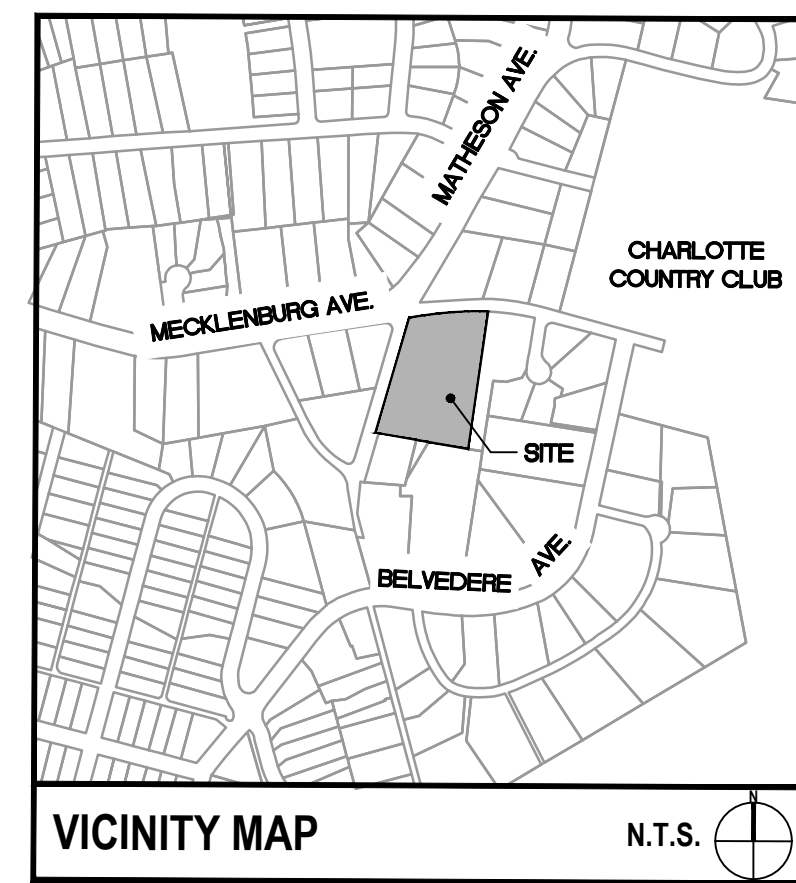 MATHESON AVE.
CHARLOTTE
COUNTRY CLUB
MECKLENBURG AVE.
SITE
BELVEDERE AVE.
VICINITY MAP
N.T.S.
N